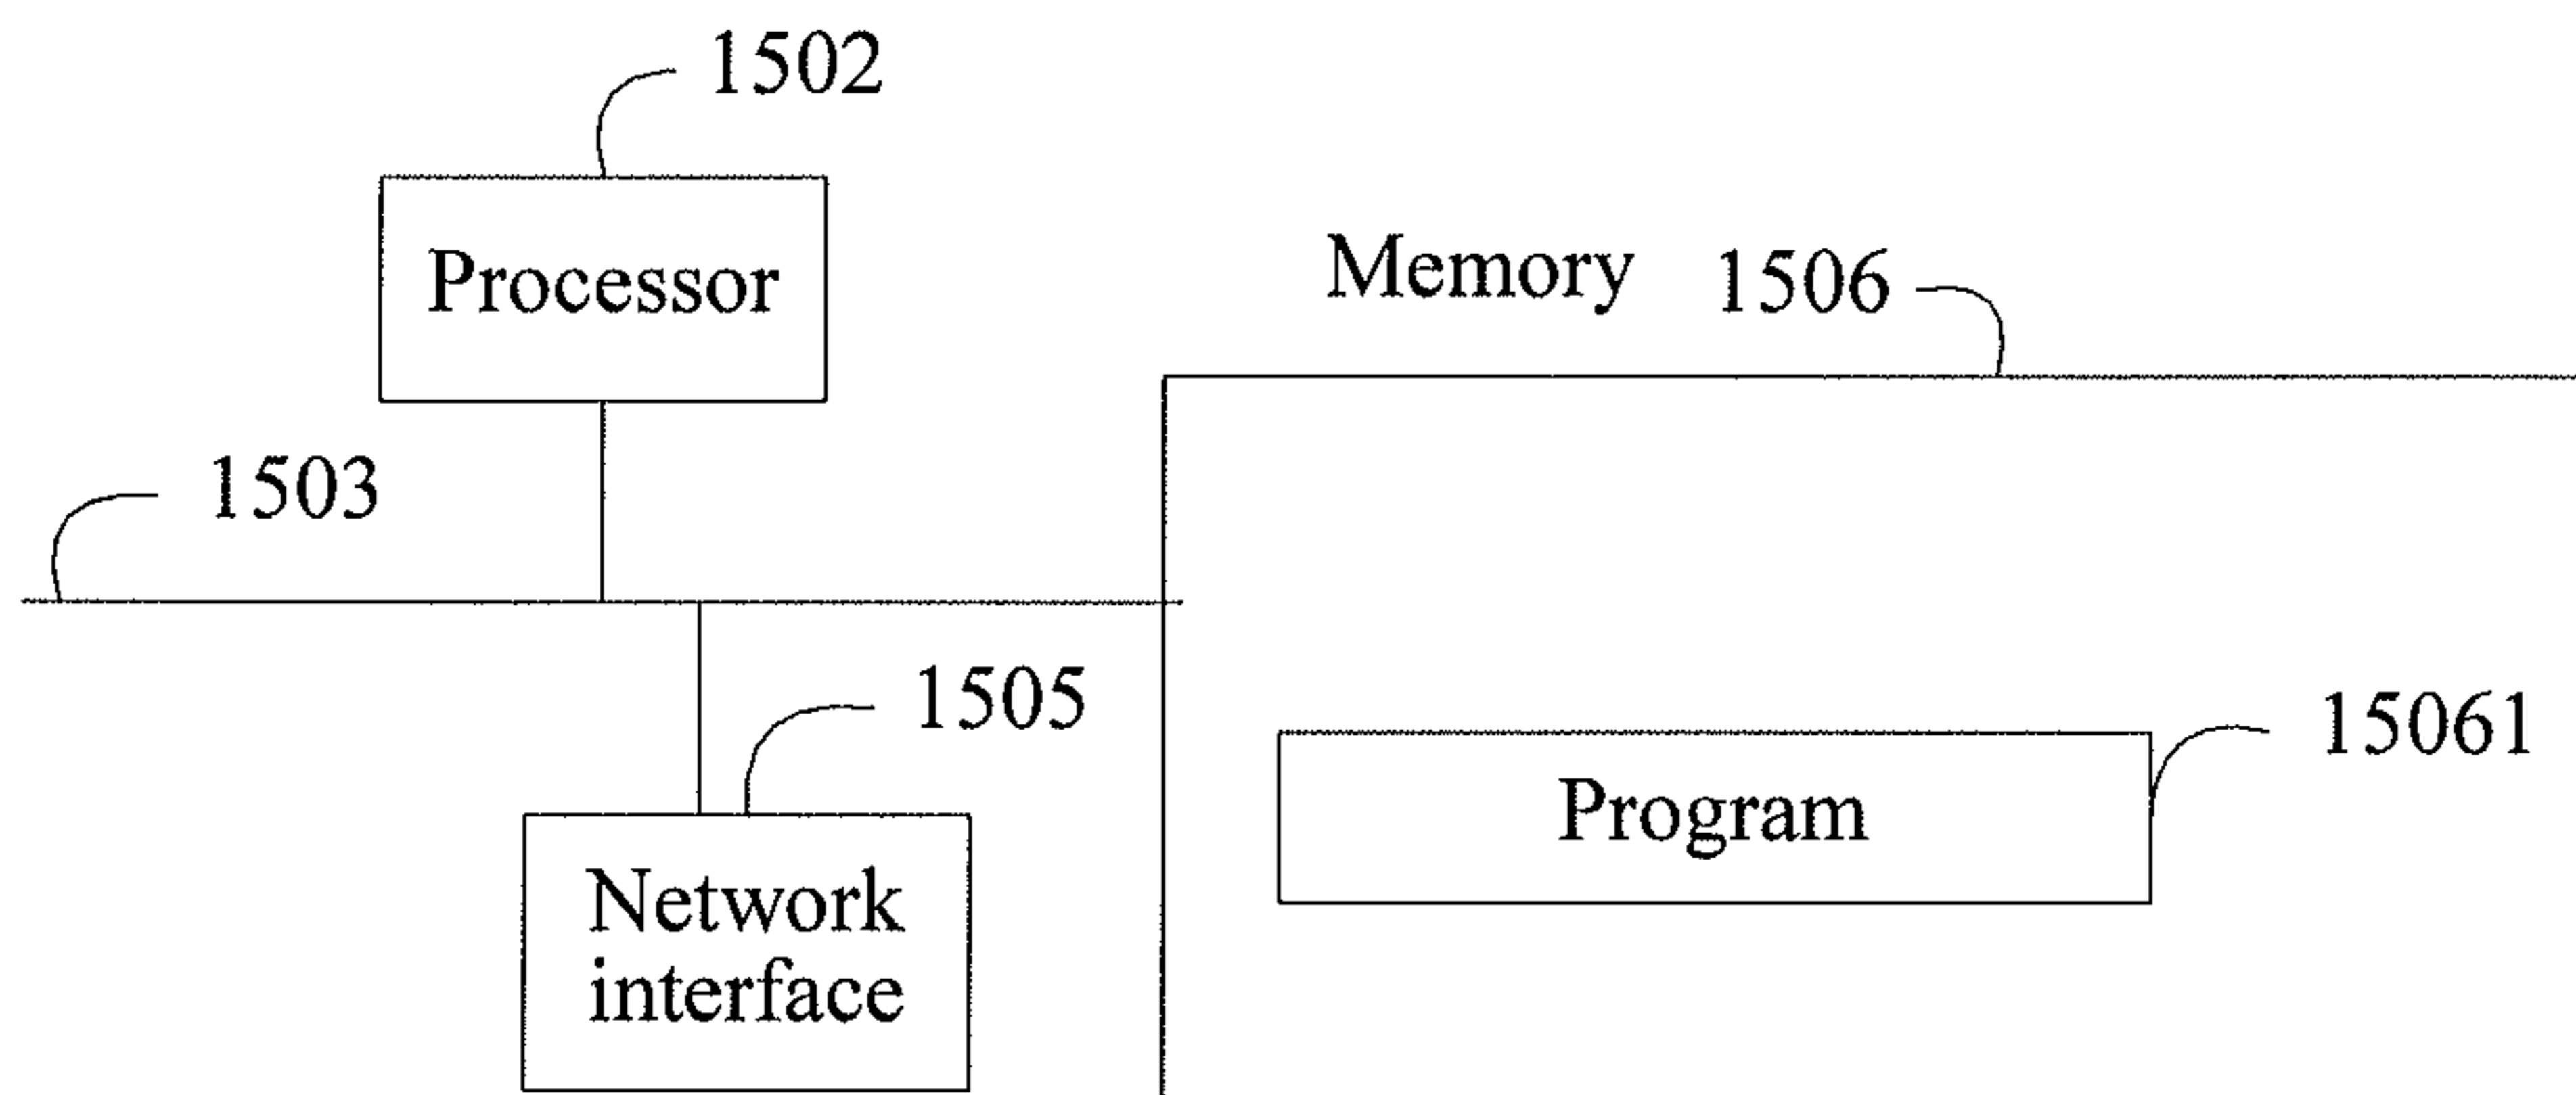 1502
Processor
Memory 1506
1503
1505
15061
Program
Network
interface